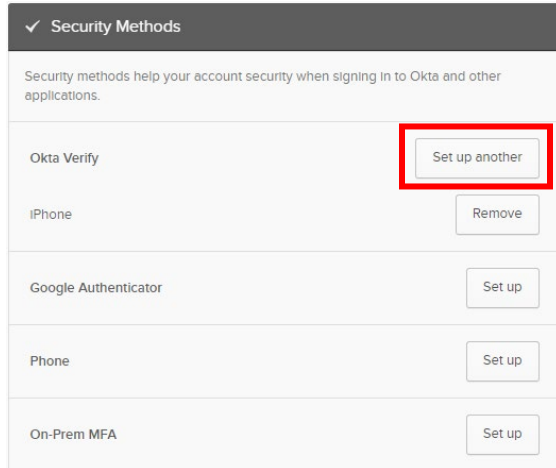 Security Methods
Security methods help your account security when signing in to Okta and other
applications.
Okta Verify
Set up another
iPhone
Remove
Google Authenticator
Set up
Phone
Set up
On-Prem MFA
Set up